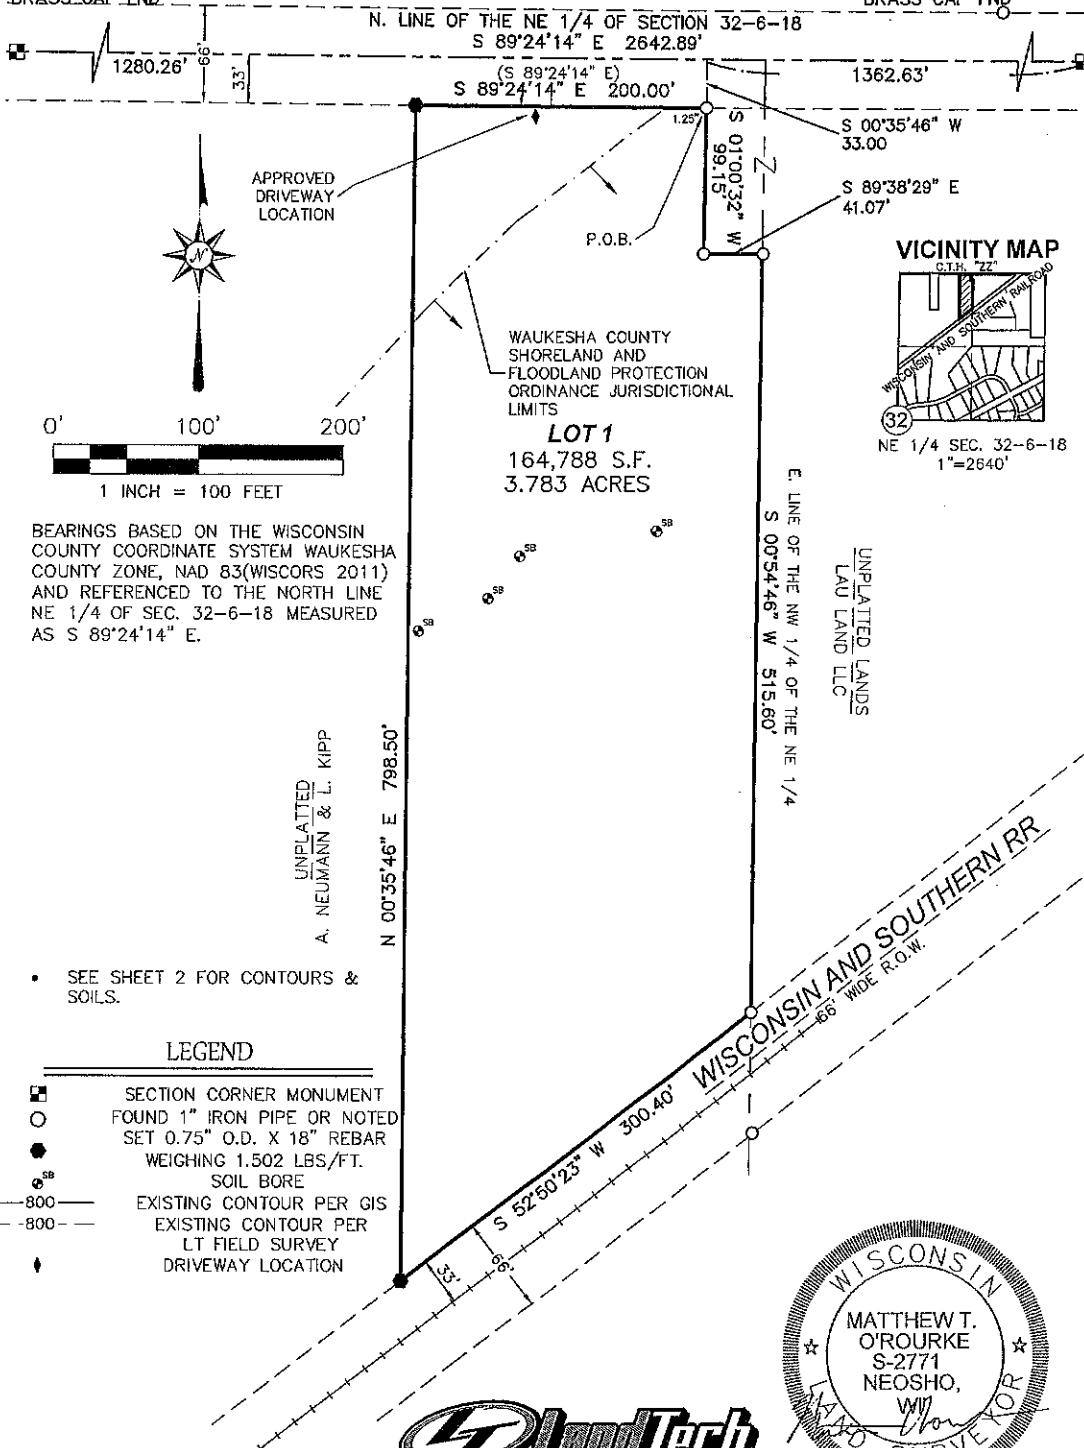 N. LINE OF THE NE 1/4 OF SECTION 32-6-18
S 89°24'14" E 2642.89'
1280.26'
66'
33'
(S 89°24'14" E)
S 89°24'14" E 200.00'
1362.63'
1.25"
S 00°35'46" W
33.00
S 01°00'32" W
99.15'
S 89°38'29" E
41.07'
APPROVED
DRIVEWAY
LOCATION
P.O.B.
N
VICINITY MAP
C.T.H. "ZZ"
WISCONSIN AND SOUTHERN RAILROAD
32
NE 1/4 SEC. 32-6-18
1"=2640'
WAUKESHA COUNTY
SHORELAND AND
FLOODLAND PROTECTION
ORDINANCE JURISDICTIONAL
LIMITS
LOT 1
164,788 S.F.
3.783 ACRES
0' 100' 200'
1 INCH = 100 FEET
BEARINGS BASED ON THE WISCONSIN
COUNTY COORDINATE SYSTEM WAUKESHA
COUNTY ZONE, NAD 83(WISCORS 2011)
AND REFERENCED TO THE NORTH LINE
NE 1/4 OF SEC. 32-6-18 MEASURED
AS S 89°24'14" E.
SB
SB
SB
SB
E. LINE OF THE NW 1/4 OF THE NE 1/4
S 00°54'46" W 515.60'
UNPLATTED LANDS
LAU LAND LLC
UNPLATTED
A. NEUMANN & L. KIPP
N 00°35'46" E 798.50'
WISCONSIN AND SOUTHERN RR
66' WIDE R.O.W.
S 52°50'23" W 300.40'
33'
66'
• SEE SHEET 2 FOR CONTOURS &
SOILS.
LEGEND
SECTION CORNER MONUMENT
FOUND 1" IRON PIPE OR NOTED
SET 0.75" O.D. X 18" REBAR
WEIGHING 1.502 LBS/FT.
SB SOIL BORE
800 EXISTING CONTOUR PER GIS
800 EXISTING CONTOUR PER
LT FIELD SURVEY
DRIVEWAY LOCATION
WISCONSIN
MATTHEW T.
O'ROURKE
S-2771
NEOSHO,
WI
LAND SURVEYOR
LT LandTech